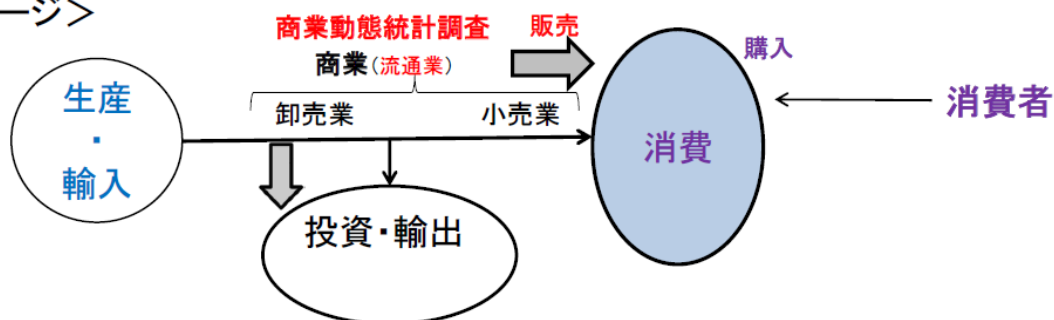 ージ＞
商業動態統計調査
販売
商業（流通業）
購入
生産
・
輸入
卸売業
小売業
消費者
消費
投資・輸出